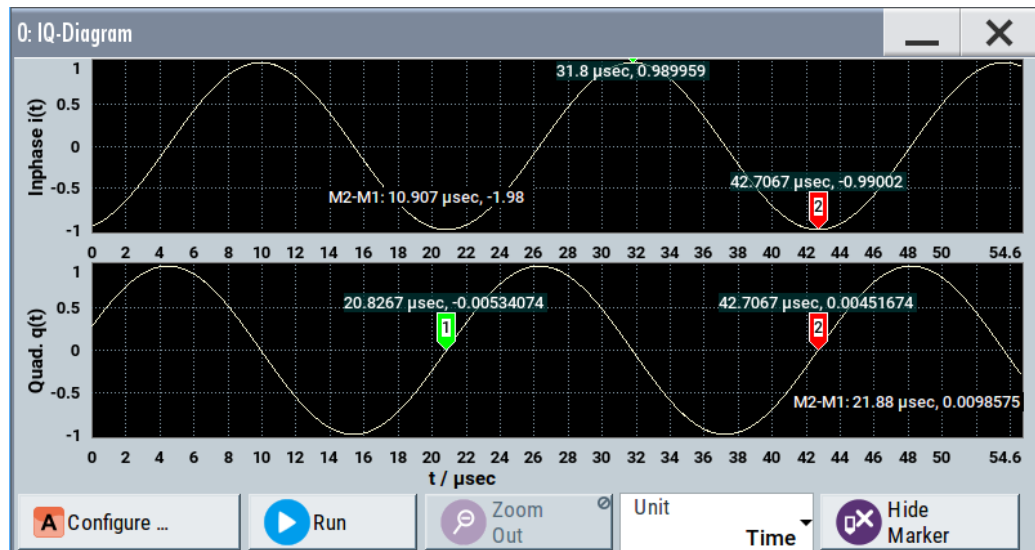 0: IQ-Diagram
Inphase i(t)
1
0.5
0
-0.5
-1
31.8 µsec, 0.989959
42.7067 µsec, -0.99002
2
M2-M1: 10.907 µsec, -1.98
0 2 4 6 8 10 12 14 16 18 20 22 24 26 28 30 32 34 36 38 40 42 44 46 48 50 54.6
Quad. q(t)
1
0.5
0
-0.5
-1
20.8267 µsec, -0.00534074
42.7067 µsec, 0.00451674
1
2
M2-M1: 21.88 µsec, 0.0098575
0 2 4 6 8 10 12 14 16 18 20 22 24 26 28 30 32 34 36 38 40 42 44 46 48 50 54.6
t / µsec
A Configure ...
Run
Zoom
Out
Unit
Time
Hide
Marker